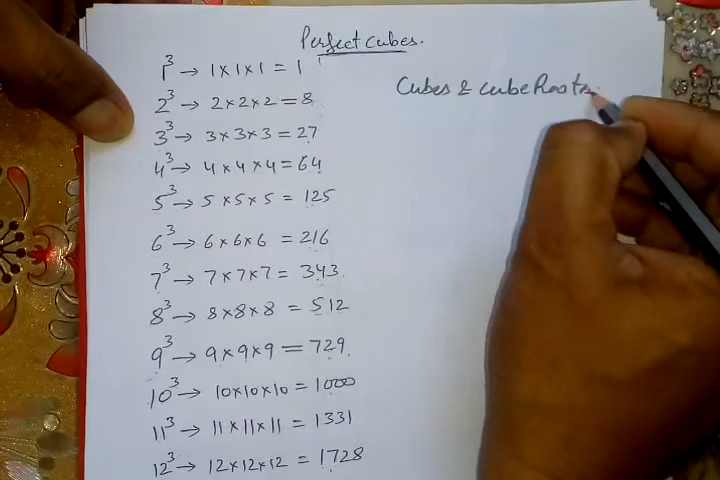 Perfect cubes.
1³ → 1 x 1 x 1 = 1
Cubes & cube Roots.
2³ → 2 x 2 x 2 = 8
3³ → 3 x 3 x 3 = 27
4³ → 4 x 4 x 4 = 64
5³ → 5 x 5 x 5 = 125
6³ → 6 x 6 x 6 = 216
7³ → 7 x 7 x 7 = 343.
8³ → 8 x 8 x 8 = 512
9³ → 9 x 9 x 9 = 729.
10³ → 10 x 10 x 10 = 1000
11³ → 11 x 11 x 11 = 1331
12³ → 12 x 12 x 12 = 1728